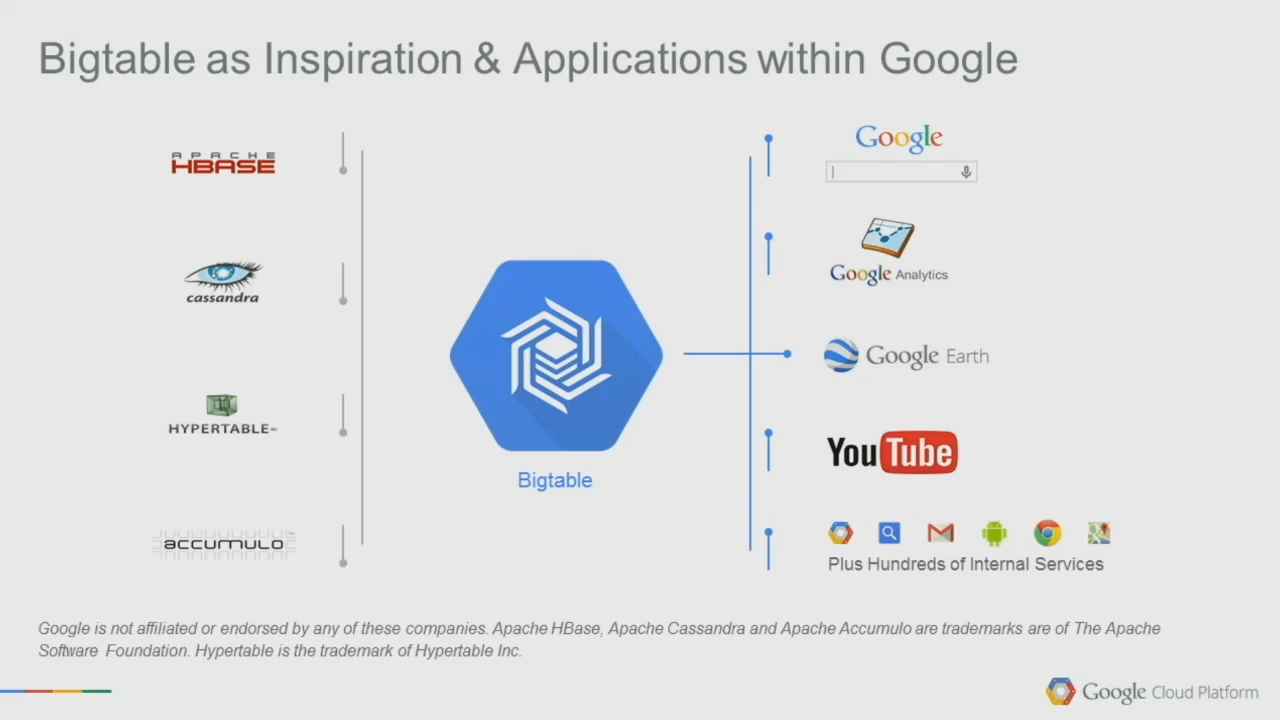 Bigtable as Inspiration & Applications within Google
APACHE
HBASE
cassandra
HYPERTABLE
accumulo
Bigtable
Google
Google Analytics
Google Earth
YouTube
Plus Hundreds of Internal Services
Google is not affiliated or endorsed by any of these companies. Apache HBase, Apache Cassandra and Apache Accumulo are trademarks are of The Apache
Software Foundation. Hypertable is the trademark of Hypertable Inc.
Google Cloud Platform